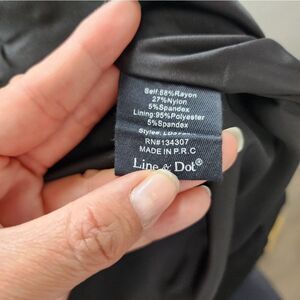 Self:68%Rayon
27%Nylon
5%Spandex
Lining:95%Polyester
5%Spandex
RN#134307
MADE IN P.R.C
Line & Dot®